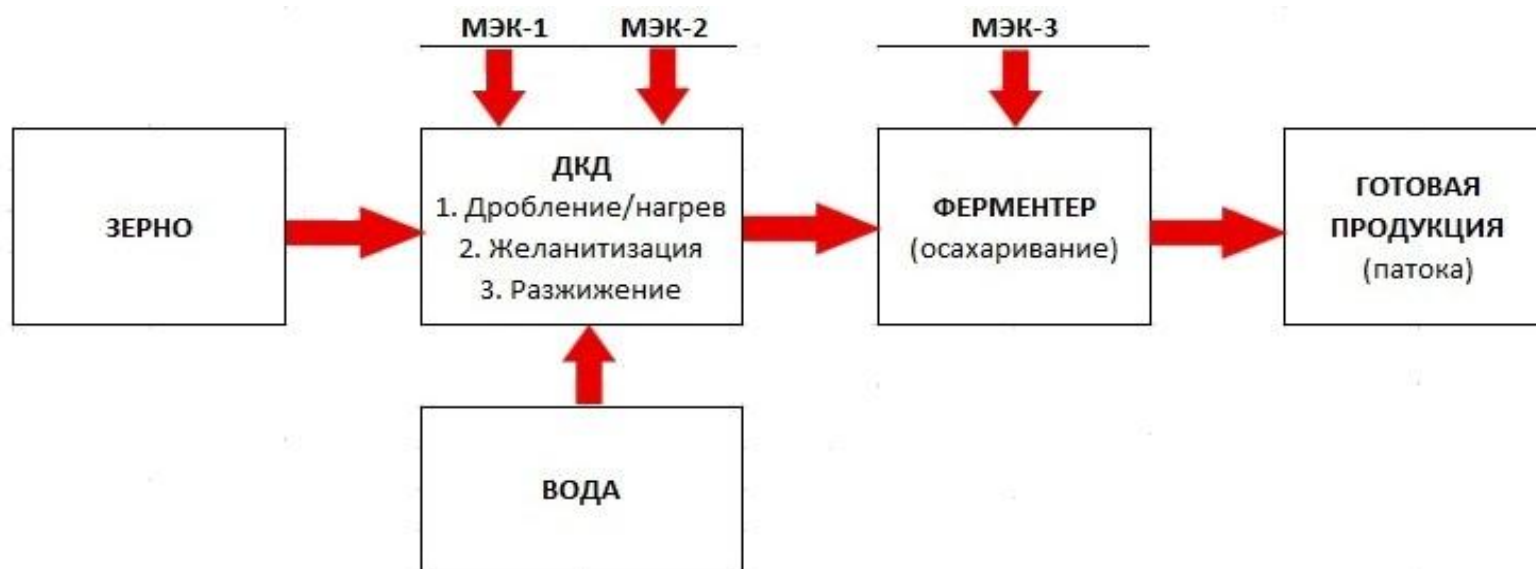 МЭК-1 МЭК-2 МЭК-3
ЗЕРНО
ДКД
1. Дробление/нагрев
2. Желанитизация
3. Разжижение
ФЕРМЕНТЕР
(осахаривание)
ГОТОВАЯ
ПРОДУКЦИЯ
(патока)
ВОДА